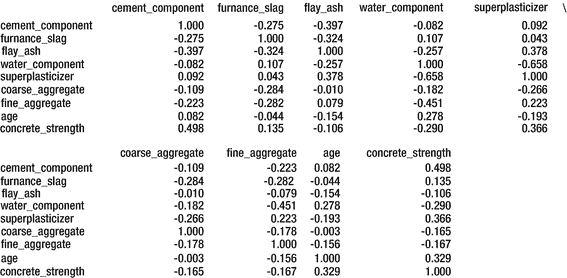 cement_component furnance_slag flay_ash water_component superplasticizer \
cement_component 1.000 -0.275 -0.397 -0.082 0.092
furnance_slag -0.275 1.000 -0.324 0.107 0.043
flay_ash -0.397 -0.324 1.000 -0.257 0.378
water_component -0.082 0.107 -0.257 1.000 -0.658
superplasticizer 0.092 0.043 0.378 -0.658 1.000
coarse_aggregate -0.109 -0.284 -0.010 -0.182 -0.266
fine_aggregate -0.223 -0.282 0.079 -0.451 0.223
age 0.082 -0.044 -0.154 0.278 -0.193
concrete_strength 0.498 0.135 -0.106 -0.290 0.366
coarse_aggregate fine_aggregate age concrete_strength
cement_component -0.109 -0.223 0.082 0.498
furnance_slag -0.284 -0.282 -0.044 0.135
flay_ash -0.010 -0.079 -0.154 -0.106
water_component -0.182 -0.451 0.278 -0.290
superplasticizer -0.266 0.223 -0.193 0.366
coarse_aggregate 1.000 -0.178 -0.003 -0.165
fine_aggregate -0.178 1.000 -0.156 -0.167
age -0.003 -0.156 1.000 0.329
concrete_strength -0.165 -0.167 0.329 1.000